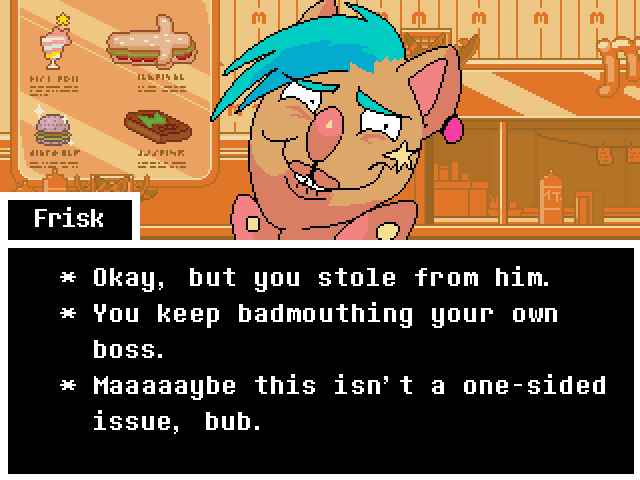 Frisk
* Okay, but you stole from him.
* You keep badmouthing your own
boss.
* Maaaaaybe this isn't a one-sided
issue, bub.